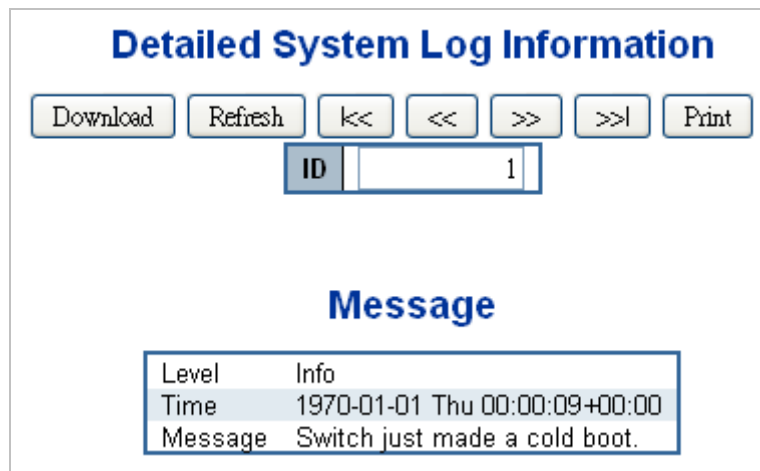 Detailed System Log Information
Download Refresh |<< << >> >>| Print
ID 1
Message
Level Info
Time 1970-01-01 Thu 00:00:09+00:00
Message Switch just made a cold boot.